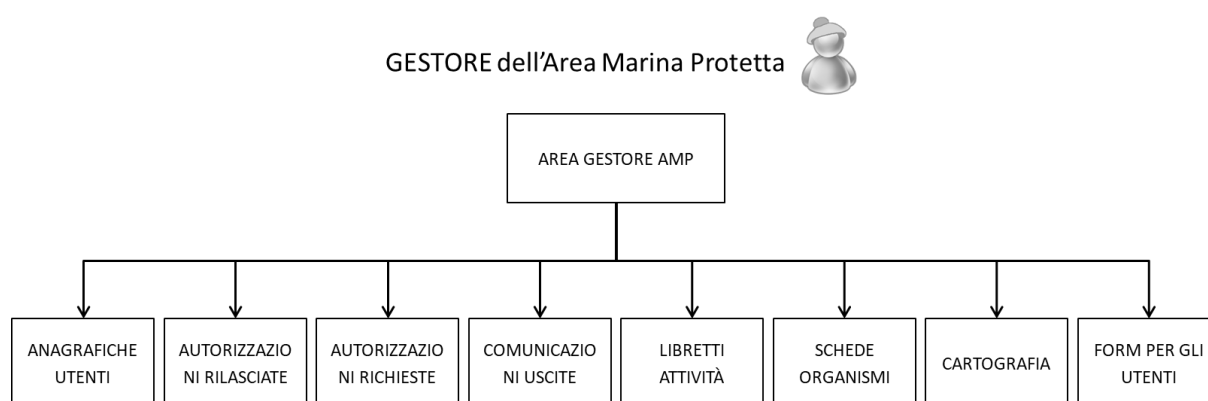 GESTORE dell'Area Marina Protetta
AREA GESTORE AMP
ANAGRAFICHE
UTENTI
AUTORIZZAZIO
NI RILASCIATE
AUTORIZZAZIO
NI RICHIESTE
COMUNICAZIO
NI USCITE
LIBRETTI
ATTIVITÀ
SCHEDE
ORGANISMI
CARTOGRAFIA
FORM PER GLI
UTENTI